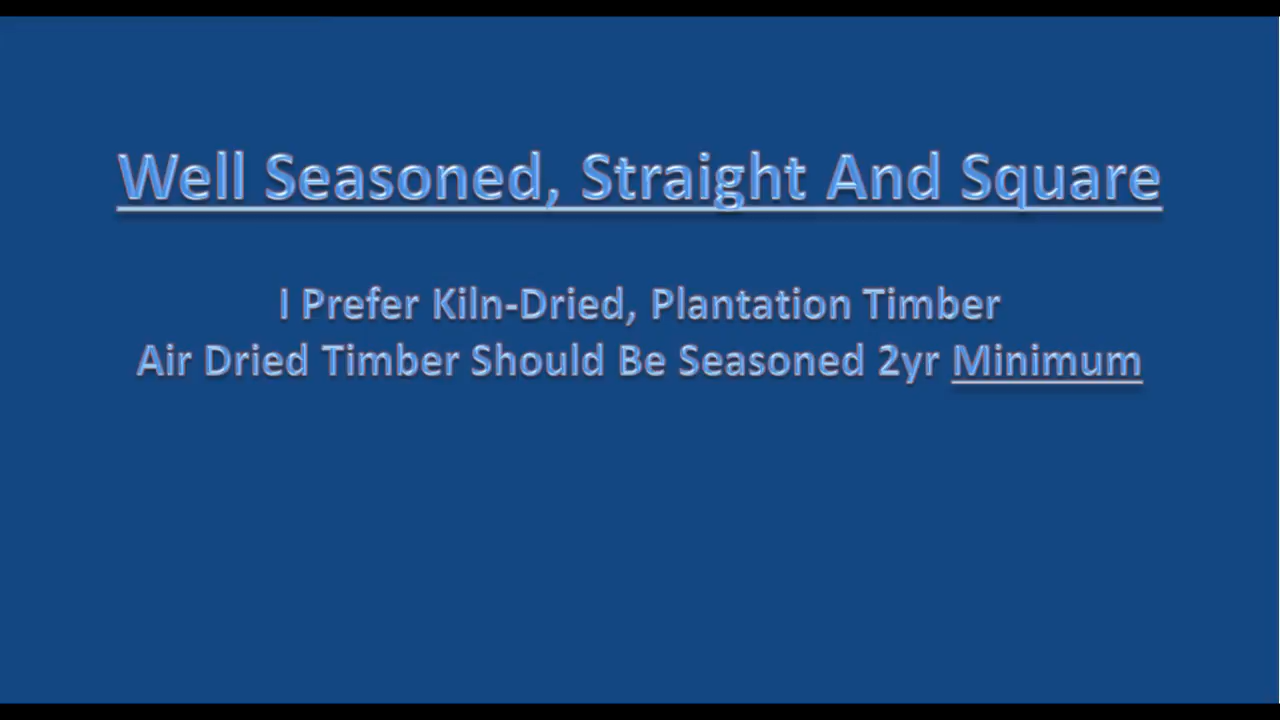 Well Seasoned, Straight And Square
I Prefer Kiln-Dried, Plantation Timber
Air Dried Timber Should Be Seasoned 2yr Minimum